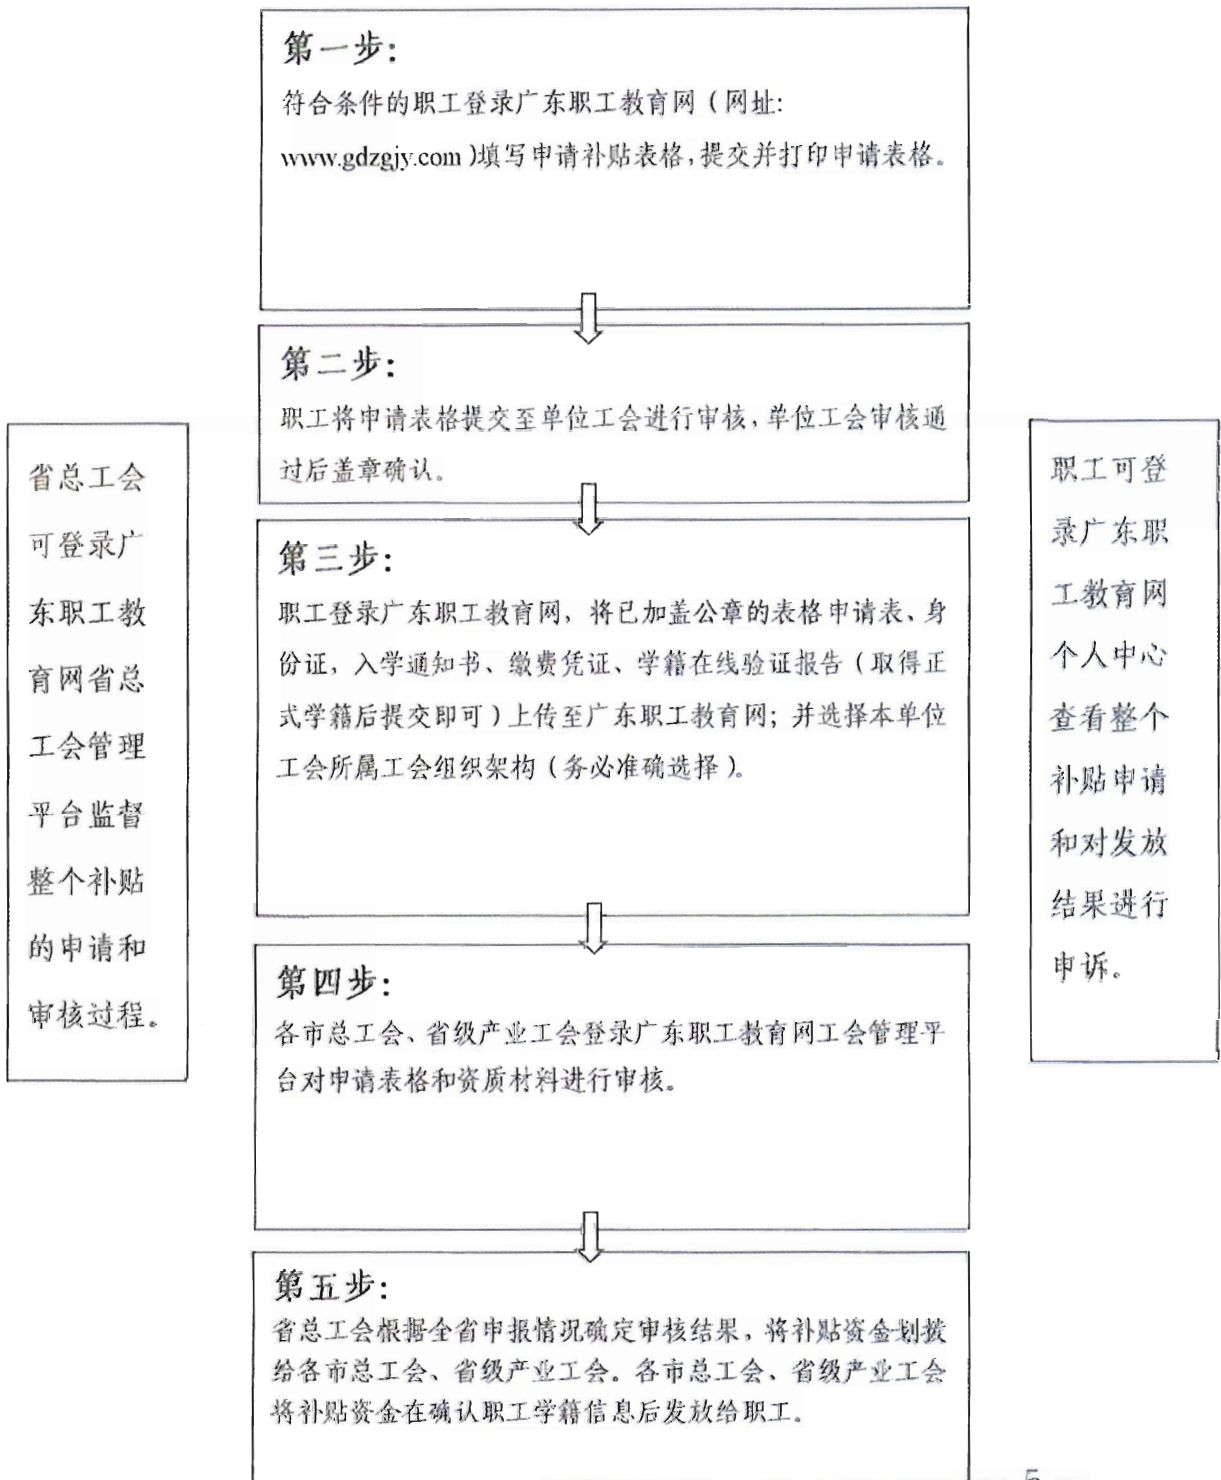 第一步:
符合条件的职工登录广东职工教育网（网址:
www.gdzgjy.com)填写申请补贴表格,提交并打印申请表格。
第二步:
职工将申请表格提交至单位工会进行审核,单位工会审核通
过后盖章确认。
第三步:
职工登录广东职工教育网，将已加盖公章的表格申请表、身
份证，入学通知书、缴费凭证、学籍在线验证报告（取得正
式学籍后提交即可）上传至广东职工教育网；并选择本单位
工会所属工会组织架构（务必准确选择）。
第四步:
各市总工会、省级产业工会登录广东职工教育网工会管理平
台对申请表格和资质材料进行审核。
第五步:
省总工会根据全省申报情况确定审核结果，将补贴资金划拨
给各市总工会、省级产业工会。各市总工会、省级产业工会
将补贴资金在确认职工学籍信息后发放给职工。
省总工会
可登录广
东职工教
育网省总
工会管理
平台监督
整个补贴
的申请和
审核过程。
职工可登
录广东职
工教育网
个人中心
查看整个
补贴申请
和对发放
结果进行
申诉。